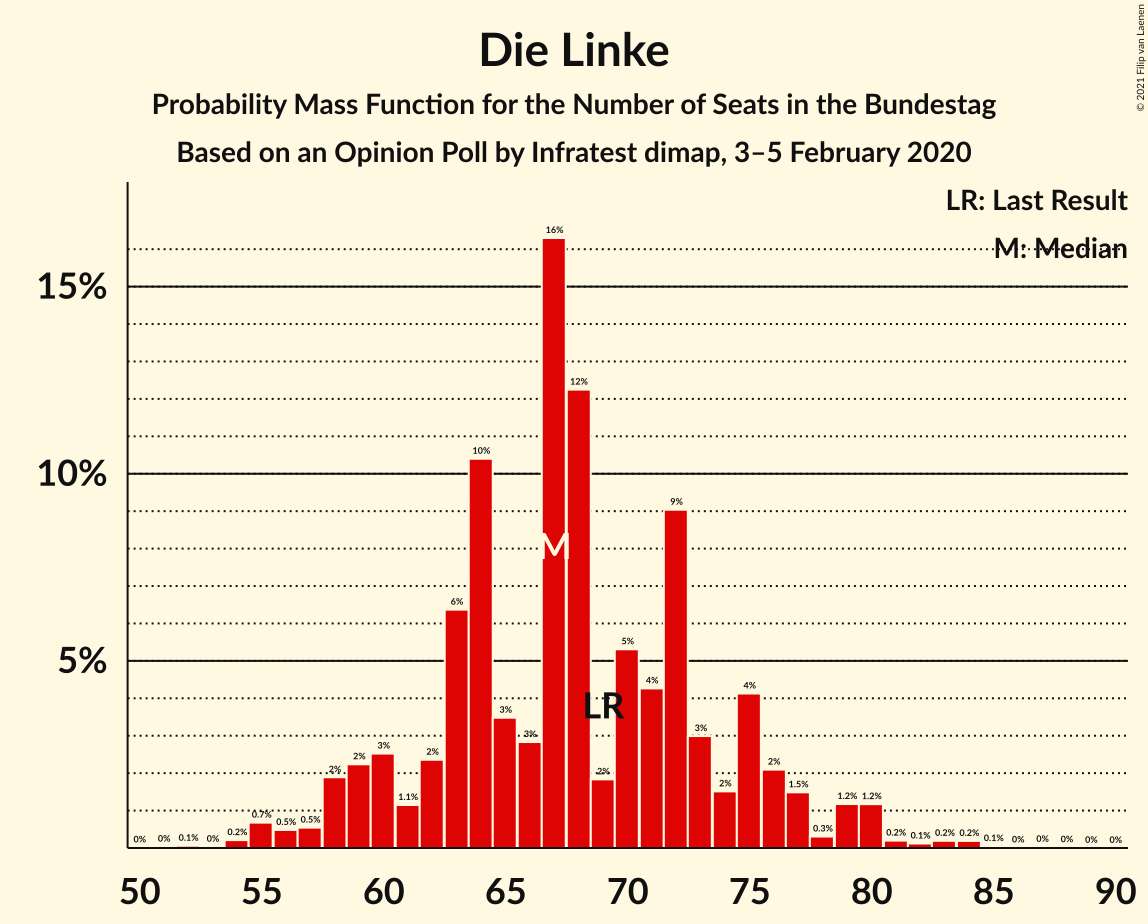 Die Linke
Probability Mass Function for the Number of Seats in the Bundestag
Based on an Opinion Poll by Infratest dimap, 3–5 February 2020
© 2021 Filip van Laenen
LR: Last Result
M: Median
15%
10%
5%
0% 0% 0.1% 0% 0.2% 0.7% 0.5% 0.5% 2% 2% 3% 1.1% 2% 6% 10% 3% 3% 16% 12% 2% 5% 4% 9% 3% 2% 4% 2% 1.5% 0.3% 1.2% 1.2% 0.2% 0.1% 0.2% 0.2% 0.1% 0% 0% 0% 0% 0%
M
LR
50 55 60 65 70 75 80 85 90